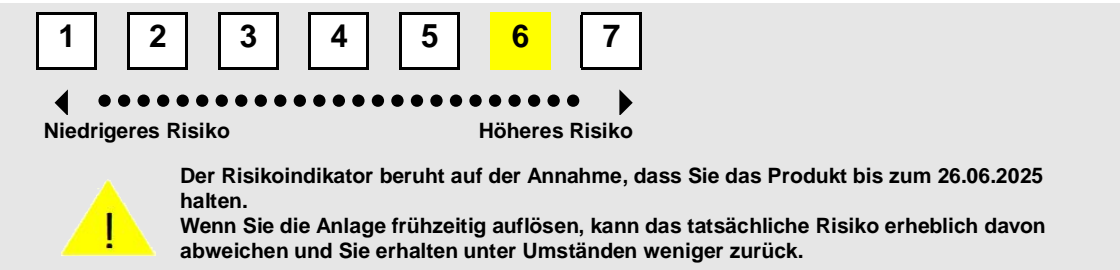 1 2 3 4 5 6 7
Niedrigeres Risiko Höheres Risiko
Der Risikoindikator beruht auf der Annahme, dass Sie das Produkt bis zum 26.06.2025
halten.
Wenn Sie die Anlage frühzeitig auflösen, kann das tatsächliche Risiko erheblich davon
abweichen und Sie erhalten unter Umständen weniger zurück.
!